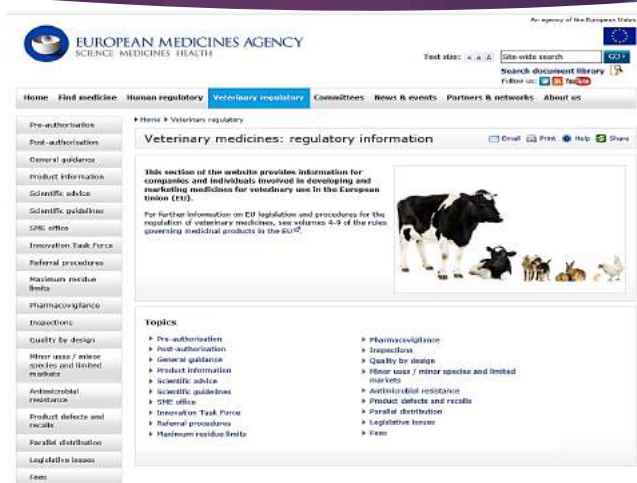 An agency of the European Union
EUROPEAN MEDICINES AGENCY
SCIENCE MEDICINES HEALTH
Text size: A A A
Site-wide search
GO
Search document library
Follow us:
You Tube
Home Find medicine Human regulatory Veterinary regulatory Committees News & events Partners & networks About us
Pre-authorisation
Post-authorisation
General guidance
Product information
Scientific advice
Scientific guidelines
SME office
Innovation Task Force
Referral procedures
Maximum residue
limits
Pharmacovigilance
Inspections
Quality by design
Minor uses / minor
species and limited
markets
Antimicrobial
resistance
Product defects and
recalls
Parallel distribution
Legislative issues
Fees
Home Veterinary regulatory
Veterinary medicines: regulatory information
Email Print Help Share
This section of the website provides information for
companies and individuals involved in developing and
marketing medicines for veterinary use in the European
Union (EU).
For further information on EU legislation and procedures for the
regulation of veterinary medicines, see volumes 4-9 of the rules
governing medicinal products in the EU
Topics
Pre-authorisation
Post-authorisation
General guidance
Product information
Scientific advice
Scientific guidelines
SME office
Innovation Task Force
Referral procedures
Maximum residue limits
Pharmacovigilance
Inspections
Quality by design
Minor uses / minor species and limited
markets
Antimicrobial resistance
Product defects and recalls
Parallel distribution
Legislative issues
Fees